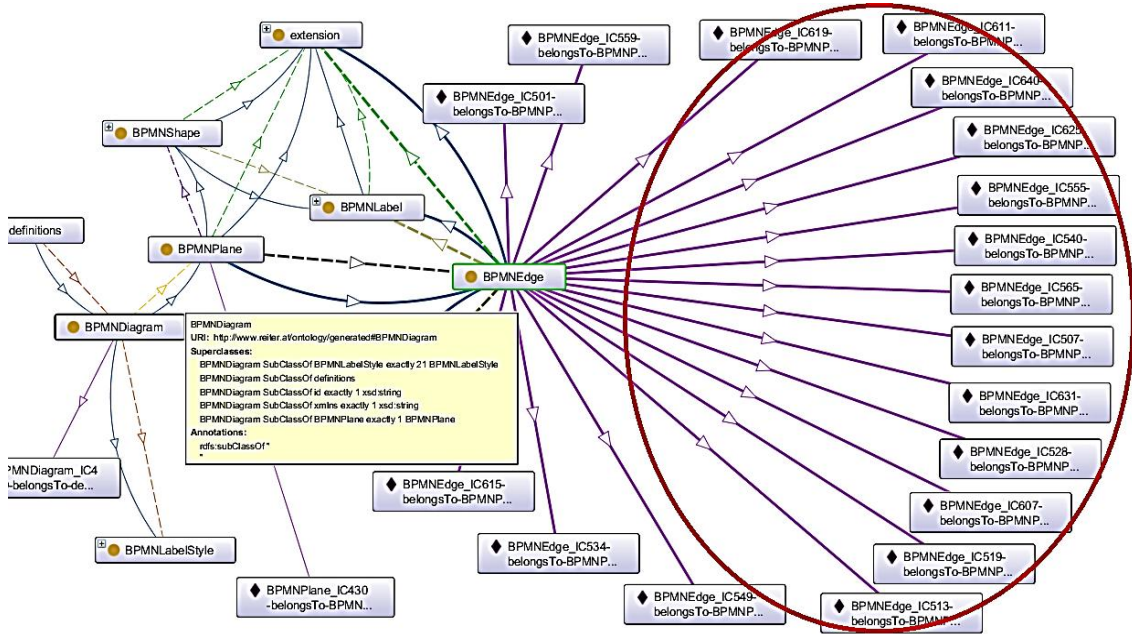 extension
BPMNEdge_IC559-
belongsTo-BPMNP...
BPMNEdge_IC619-
belongsTo-BPMNP...
BPMNEdge_IC611-
belongsTo-BPMNP...
BPMNEdge_IC501-
belongsTo-BPMNP...
BPMNEdge_IC640-
belongsTo-BPMNP...
BPMNShape
BPMNEdge_IC625-
belongsTo-BPMNP...
BPMNLabel
BPMNEdge_IC555-
belongsTo-BPMNP...
definitions
BPMNPlane
BPMNEdge_IC540-
belongsTo-BPMNP...
BPMNEdge
BPMNEdge_IC565-
belongsTo-BPMNP...
BPMNDiagram
BPMNEdge_IC507-
belongsTo-BPMNP...
BPMNDiagram
URI: http://www.reiter.at/ontology/generated#BPMNDiagram
Superclasses:
BPMNDiagram SubClassOf BPMNLabelStyle exactly 21 BPMNLabelStyle
BPMNDiagram SubClassOf definitions
BPMNDiagram SubClassOf id exactly 1 xsd:string
BPMNDiagram SubClassOf xmlns exactly 1 xsd:string
BPMNDiagram SubClassOf BPMNPlane exactly 1 BPMNPlane
Annotations:
rdfs:subClassOf "
"
BPMNEdge_IC631-
belongsTo-BPMNP...
BPMNEdge_IC528-
belongsTo-BPMNP...
PMNDiagram_IC4
-belongsTo-de...
BPMNEdge_IC615-
belongsTo-BPMNP...
BPMNEdge_IC607-
belongsTo-BPMNP...
BPMNLabelStyle
BPMNEdge_IC534-
belongsTo-BPMNP...
BPMNEdge_IC519-
belongsTo-BPMNP...
BPMNPlane_IC430
-belongsTo-BPMN...
BPMNEdge_IC549-
belongsTo-BPMNP...
BPMNEdge_IC513-
belongsTo-BPMNP...